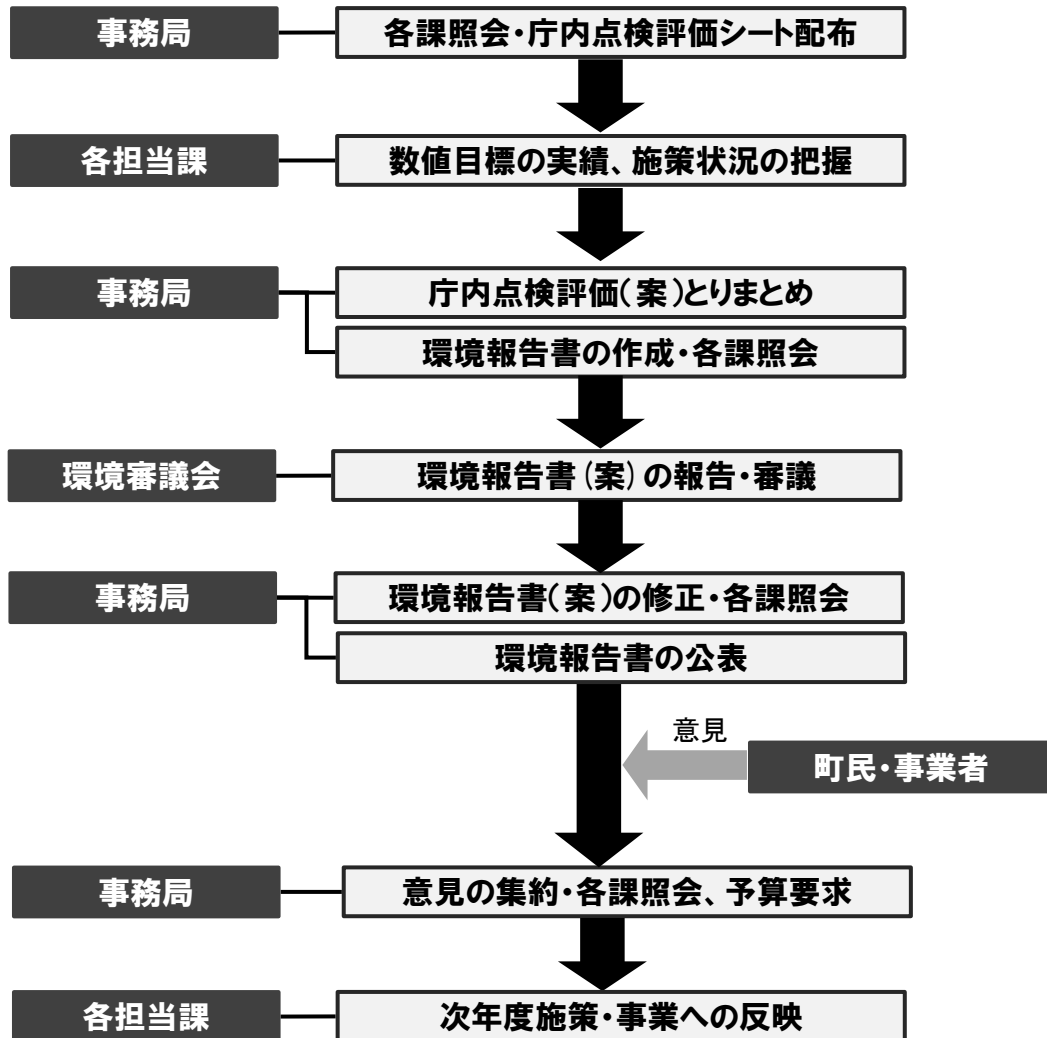 事務局
各課照会・庁内点検評価シート配布
各担当課
数値目標の実績、施策状況の把握
事務局
庁内点検評価(案)とりまとめ
環境報告書の作成・各課照会
環境審議会
環境報告書(案)の報告・審議
事務局
環境報告書(案)の修正・各課照会
環境報告書の公表
意見
町民・事業者
事務局
意見の集約・各課照会、予算要求
各担当課
次年度施策・事業への反映